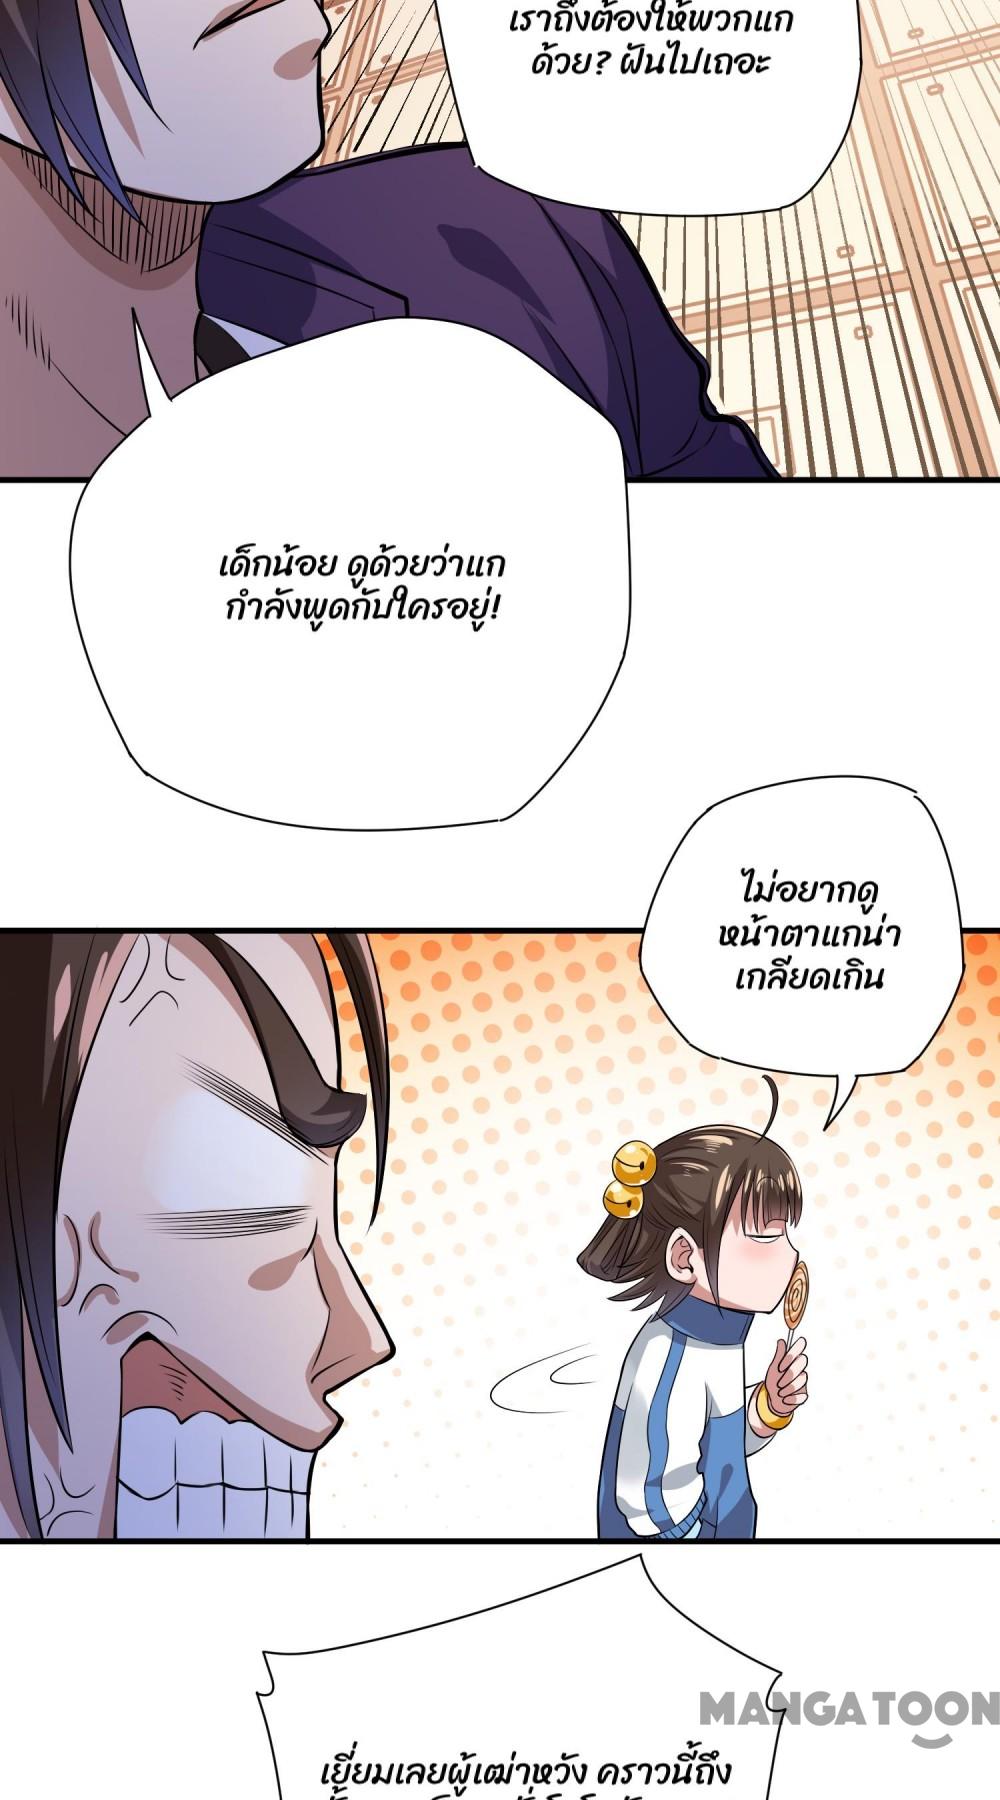 เราถึงต้องให้พวกแก
ด้วย? ฝันไปเถอะ
เด็กน้อย ดูด้วยว่าแก
กำลังพูดกับใครอยู่!
ไม่อยากดู
หน้าตาแกน่า
เกลียดเกิน
MANGATOON
เยี่ยมเลยผู้เฒ่าหวัง คราวนี้ถึง